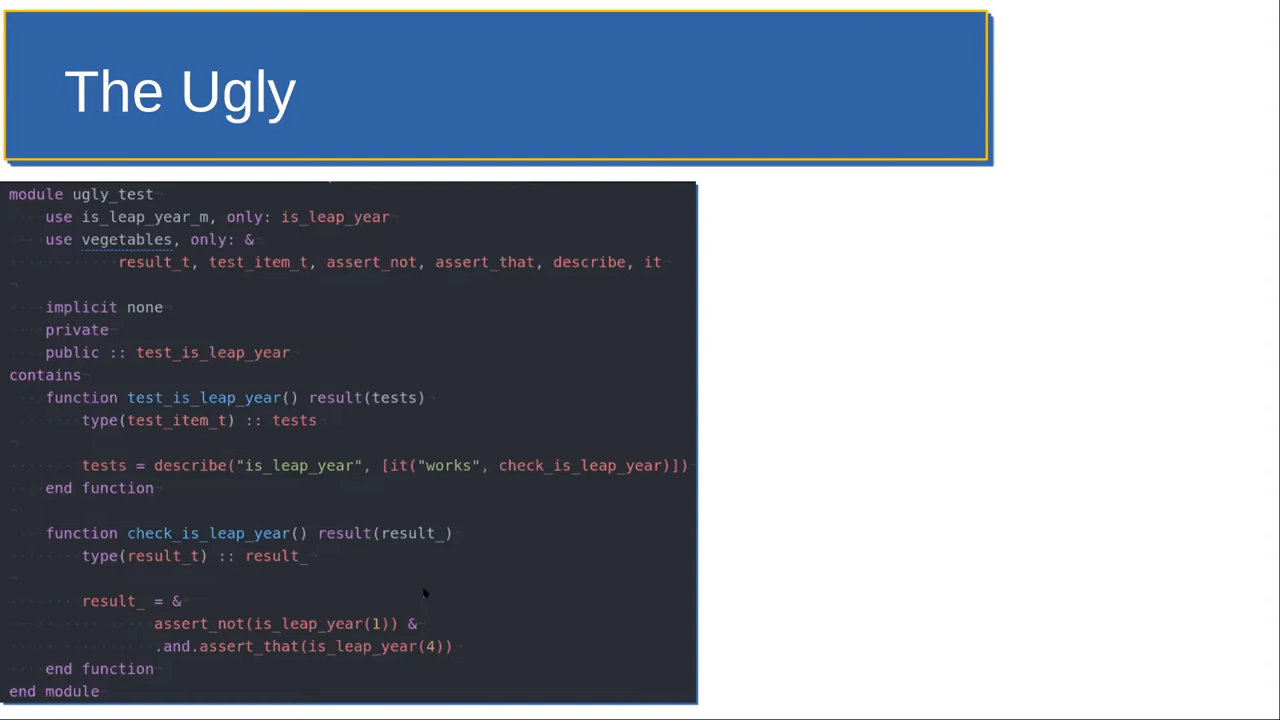 The Ugly
module ugly_test
use is_leap_year_m, only: is_leap_year
use vegetables, only: &
result_t, test_item_t, assert_not, assert_that, describe, it
implicit none
private
public :: test_is_leap_year
contains
function test_is_leap_year() result(tests)
type(test_item_t) :: tests
tests = describe("is_leap_year", [it("works", check_is_leap_year)])
end function
function check_is_leap_year() result(result_)
type(result_t) :: result_
result_ = &
assert_not(is_leap_year(1)) &
.and.assert_that(is_leap_year(4))
end function
end module